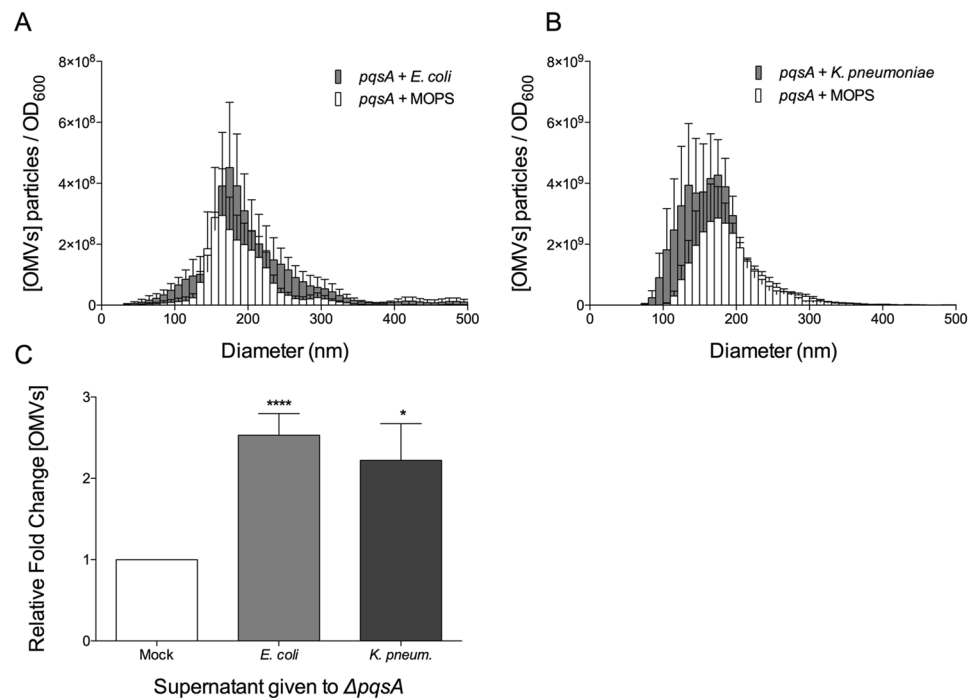 A
8×10⁸
6×10⁸
4×10⁸
2×10⁸
0
[OMVs] particles / OD₆₀₀
pqsA + E. coli
pqsA + MOPS
0 100 200 300 400 500
Diameter (nm)
B
8×10⁹
6×10⁹
4×10⁹
2×10⁹
0
[OMVs] particles / OD₆₀₀
pqsA + K. pneumoniae
pqsA + MOPS
0 100 200 300 400 500
Diameter (nm)
C
3
2
1
0
Relative Fold Change [OMVs]
****
*
Mock E. coli K. pneum.
Supernatant given to ΔpqsA